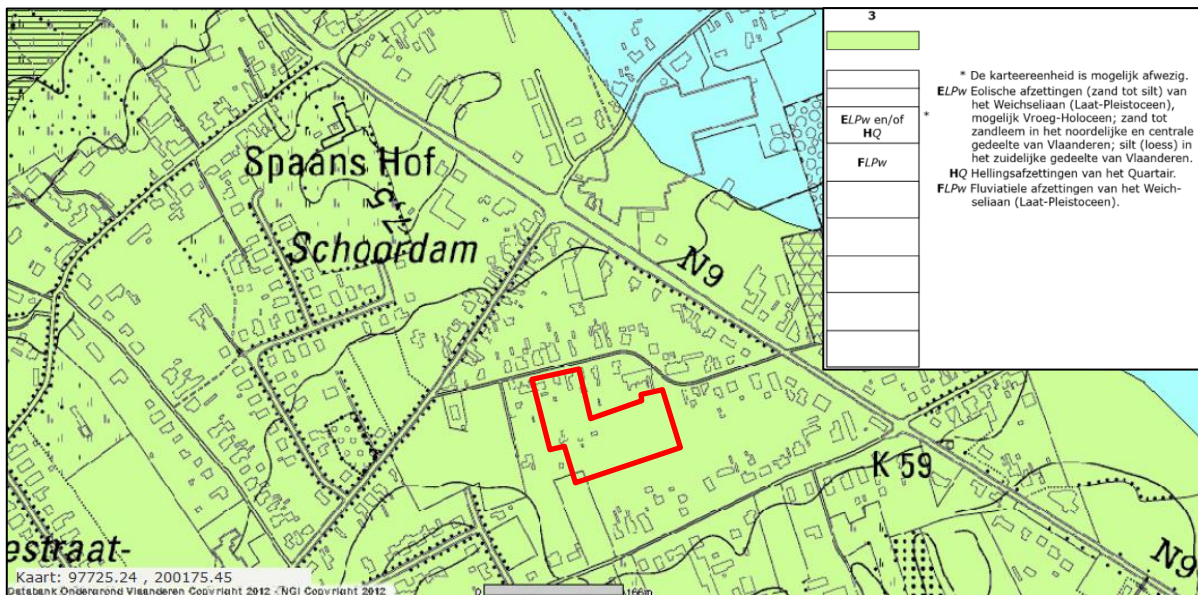 3
* De karteereenheid is mogelijk afwezig.
ELPw Eolische afzettingen (zand tot silt) van
het Weichseliaan (Laat-Pleistoceen),
mogelijk Vroeg-Holoceen; zand tot
zandleem in het noordelijke en centrale
gedeelte van Vlaanderen; silt (loess) in
het zuidelijke gedeelte van Vlaanderen.
HQ Hellingsafzettingen van het Quartair.
FLPw Fluviatiele afzettingen van het Weich-
seliaan (Laat-Pleistoceen).
ELPw en/of *
HQ
FLPw
Spaans Hof
7,5
Schoordam
N9
K 59
estraat-
N9
Kaart: 97725.24 , 200175.45
Databank Ondergrond Vlaanderen Copyright 2012 - NGI Copyright 2012
0
166m